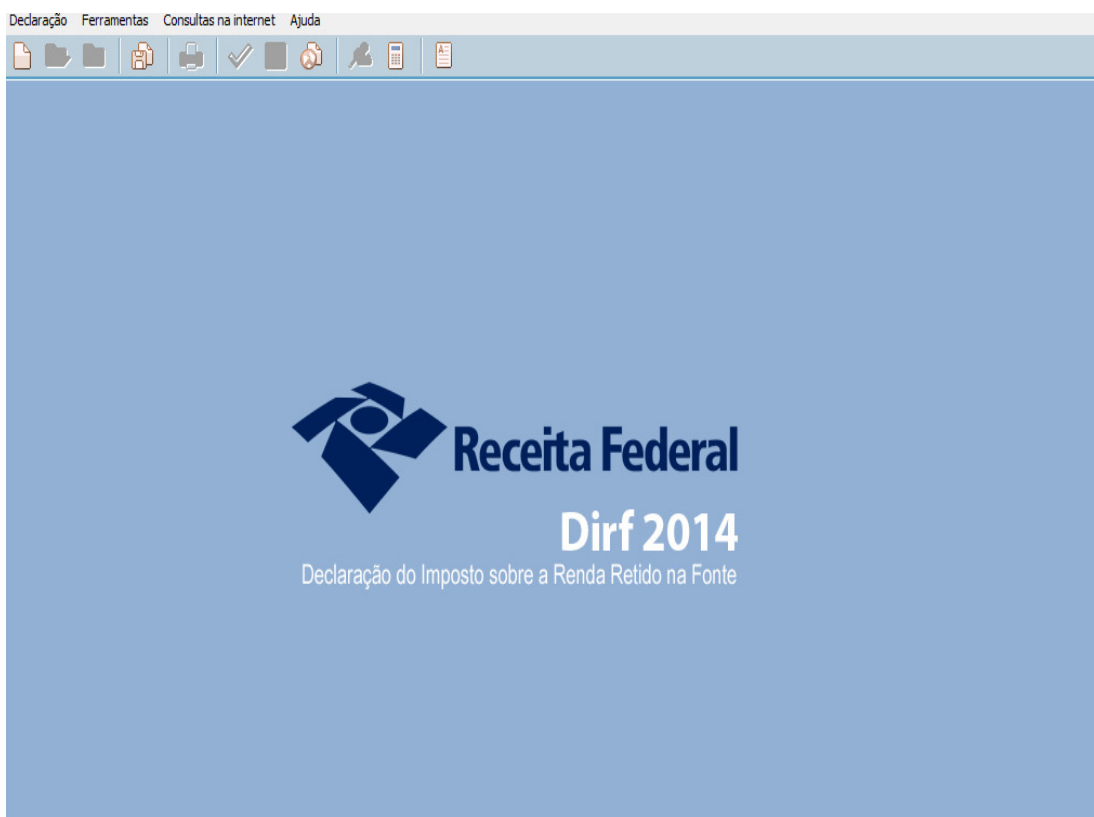 Declaração Ferramentas Consultas na internet Ajuda
Receita Federal
Dirf 2014
Declaração do Imposto sobre a Renda Retido na Fonte